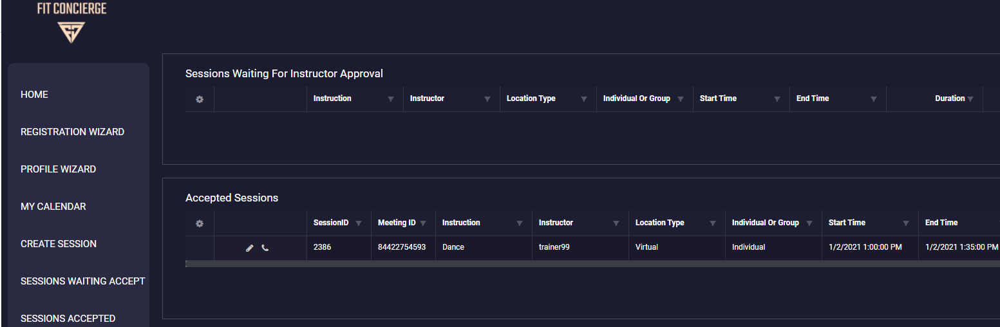 FIT CONCIERGE
HOME
REGISTRATION WIZARD
PROFILE WIZARD
MY CALENDAR
CREATE SESSION
SESSIONS WAITING ACCEPT
SESSIONS ACCEPTED
Sessions Waiting For Instructor Approval
Instruction Instructor Location Type Individual Or Group Start Time End Time Duration
Accepted Sessions
SessionID Meeting ID Instruction Instructor Location Type Individual Or Group Start Time End Time
2386 84422754593 Dance trainer99 Virtual Individual 1/2/2021 1:00:00 PM 1/2/2021 1:35:00 PM